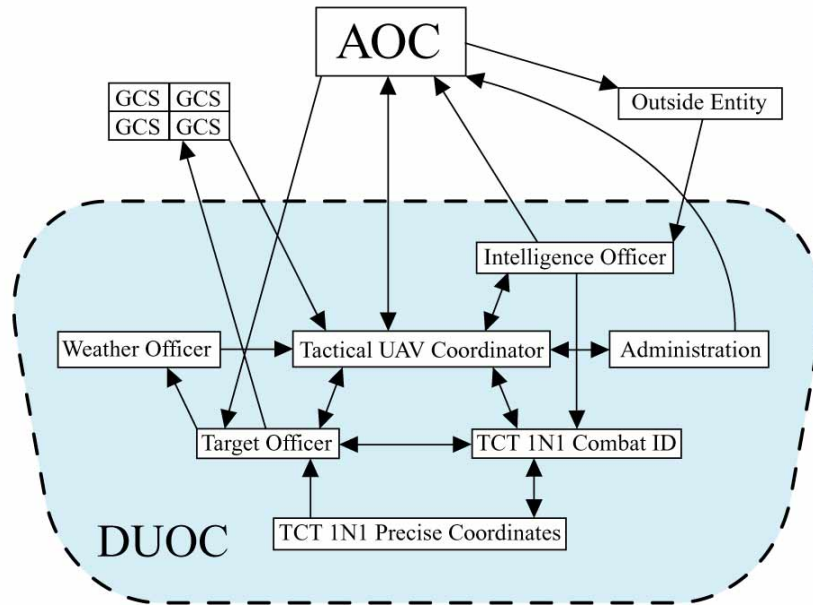 AOC
GCS GCS
GCS GCS
Outside Entity
Intelligence Officer
Weather Officer
Tactical UAV Coordinator
Administration
Target Officer
TCT 1N1 Combat ID
TCT 1N1 Precise Coordinates
DUOC